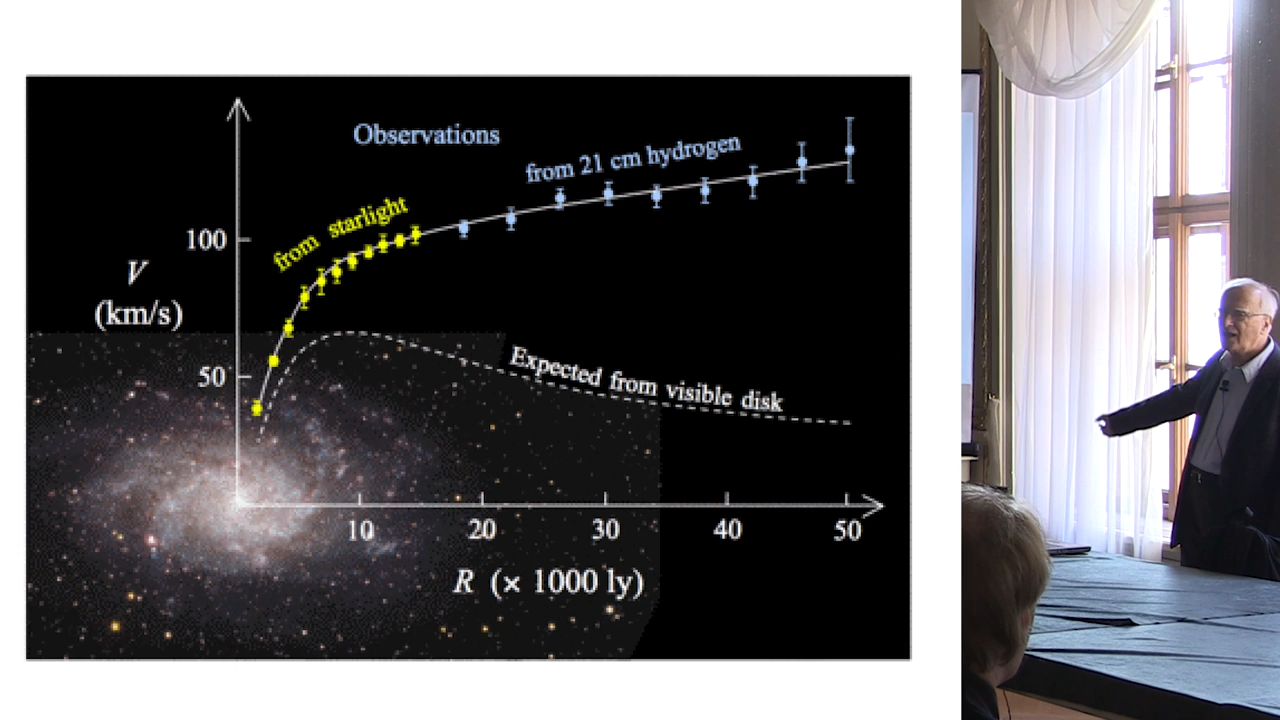 Observations
from 21 cm hydrogen
from starlight
100
V
(km/s)
50
Expected from visible disk
10 20 30 40 50
R (× 1000 ly)